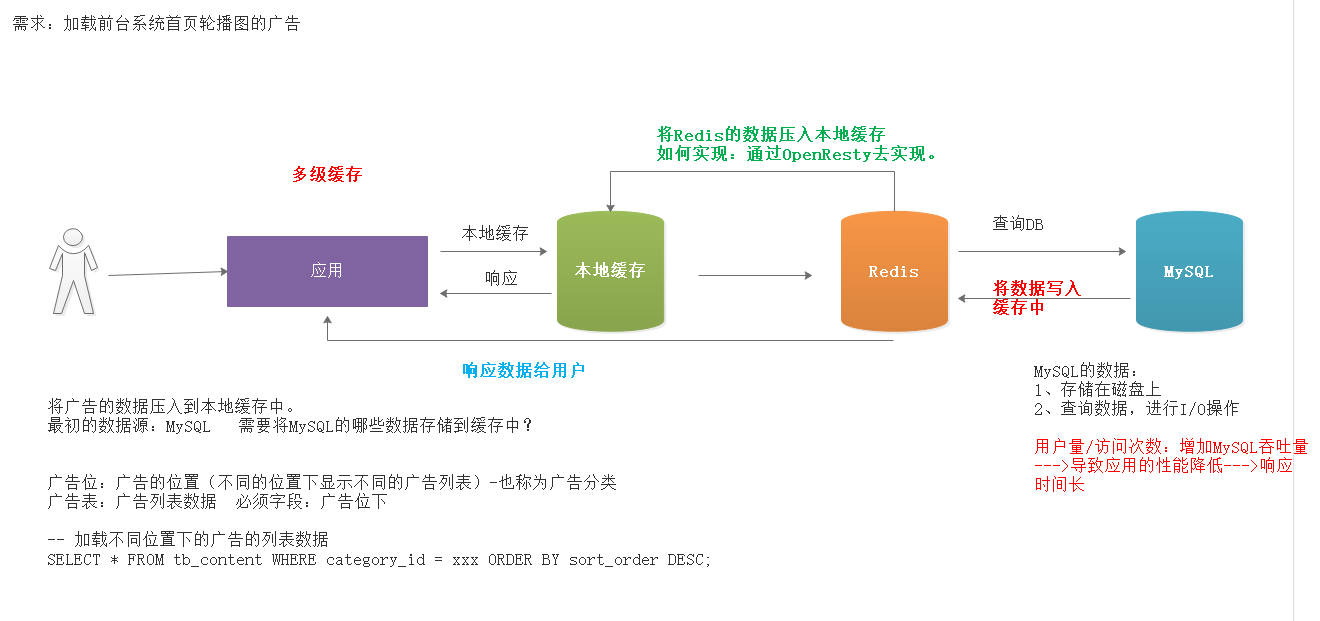 需求：加载前台系统首页轮播图的广告
将Redis的数据压入本地缓存
如何实现：通过OpenResty去实现。
多级缓存
本地缓存
响应
应用
本地缓存
Redis
查询DB
将数据写入
缓存中
MySQL
响应数据给用户
MySQL的数据：
1、存储在磁盘上
2、查询数据，进行I/O操作
用户量/访问次数：增加MySQL吞吐量
--->导致应用的性能降低--->响应
时间长
将广告的数据压入到本地缓存中。
最初的数据源：MySQL 需要将MySQL的哪些数据存储到缓存中？
广告位：广告的位置（不同的位置下显示不同的广告列表）-也称为广告分类
广告表：广告列表数据 必须字段：广告位下
-- 加载不同位置下的广告的列表数据
SELECT * FROM tb_content WHERE category_id = xxx ORDER BY sort_order DESC;